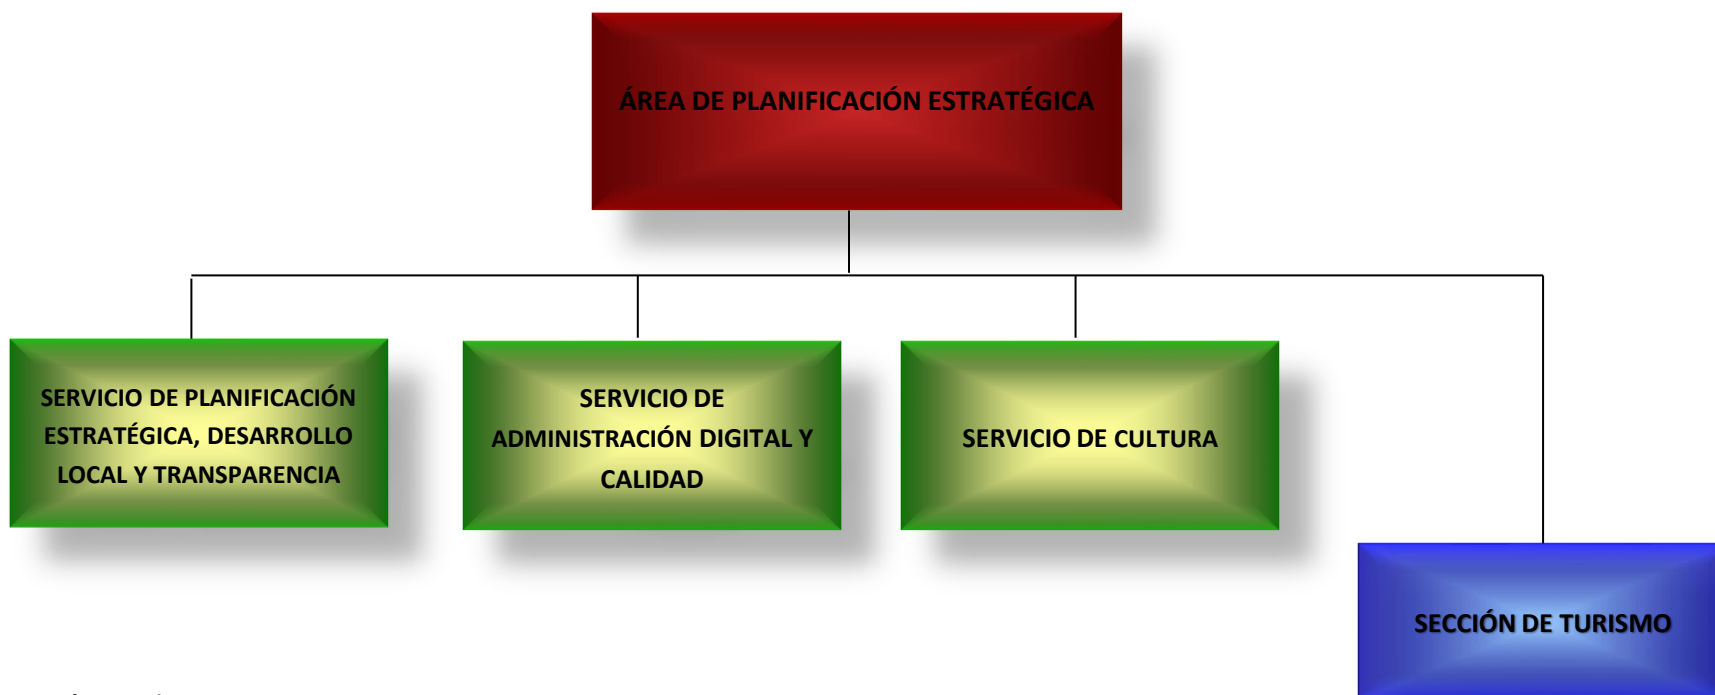 ÁREA DE PLANIFICACIÓN ESTRATÉGICA
SERVICIO DE PLANIFICACIÓN
ESTRATÉGICA, DESARROLLO
LOCAL Y TRANSPARENCIA
SERVICIO DE
ADMINISTRACIÓN DIGITAL Y
CALIDAD
SERVICIO DE CULTURA
SECCIÓN DE TURISMO